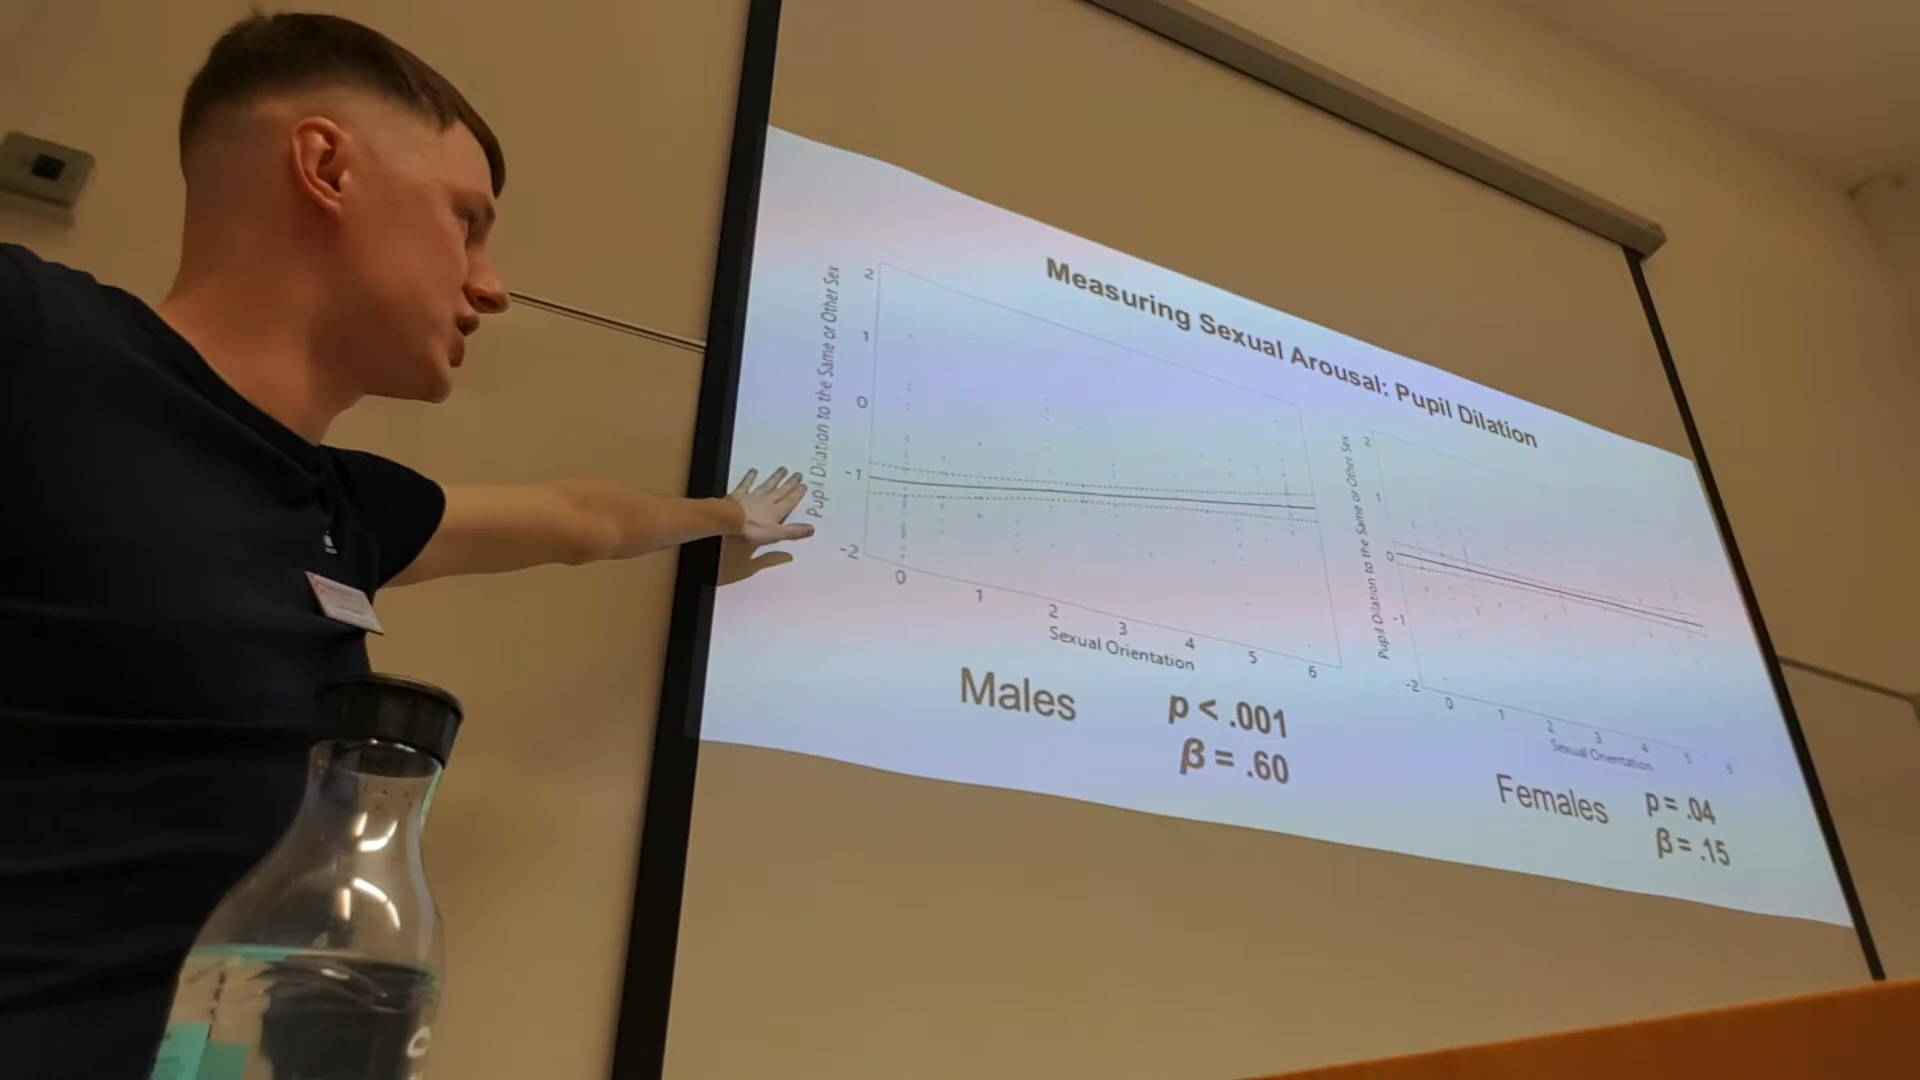 Measuring Sexual Arousal: Pupil Dilation
Pupil Dilation to the Same or Other Sex
2
1
0
-1
-2
0
1
2
3
4
5
6
Sexual Orientation
Males
p < .001
β = .60
Pupil Dilation to the Same or Other Sex
2
1
0
-1
-2
0
1
2
3
4
5
6
Sexual Orientation
Females
p = .04
β = .15